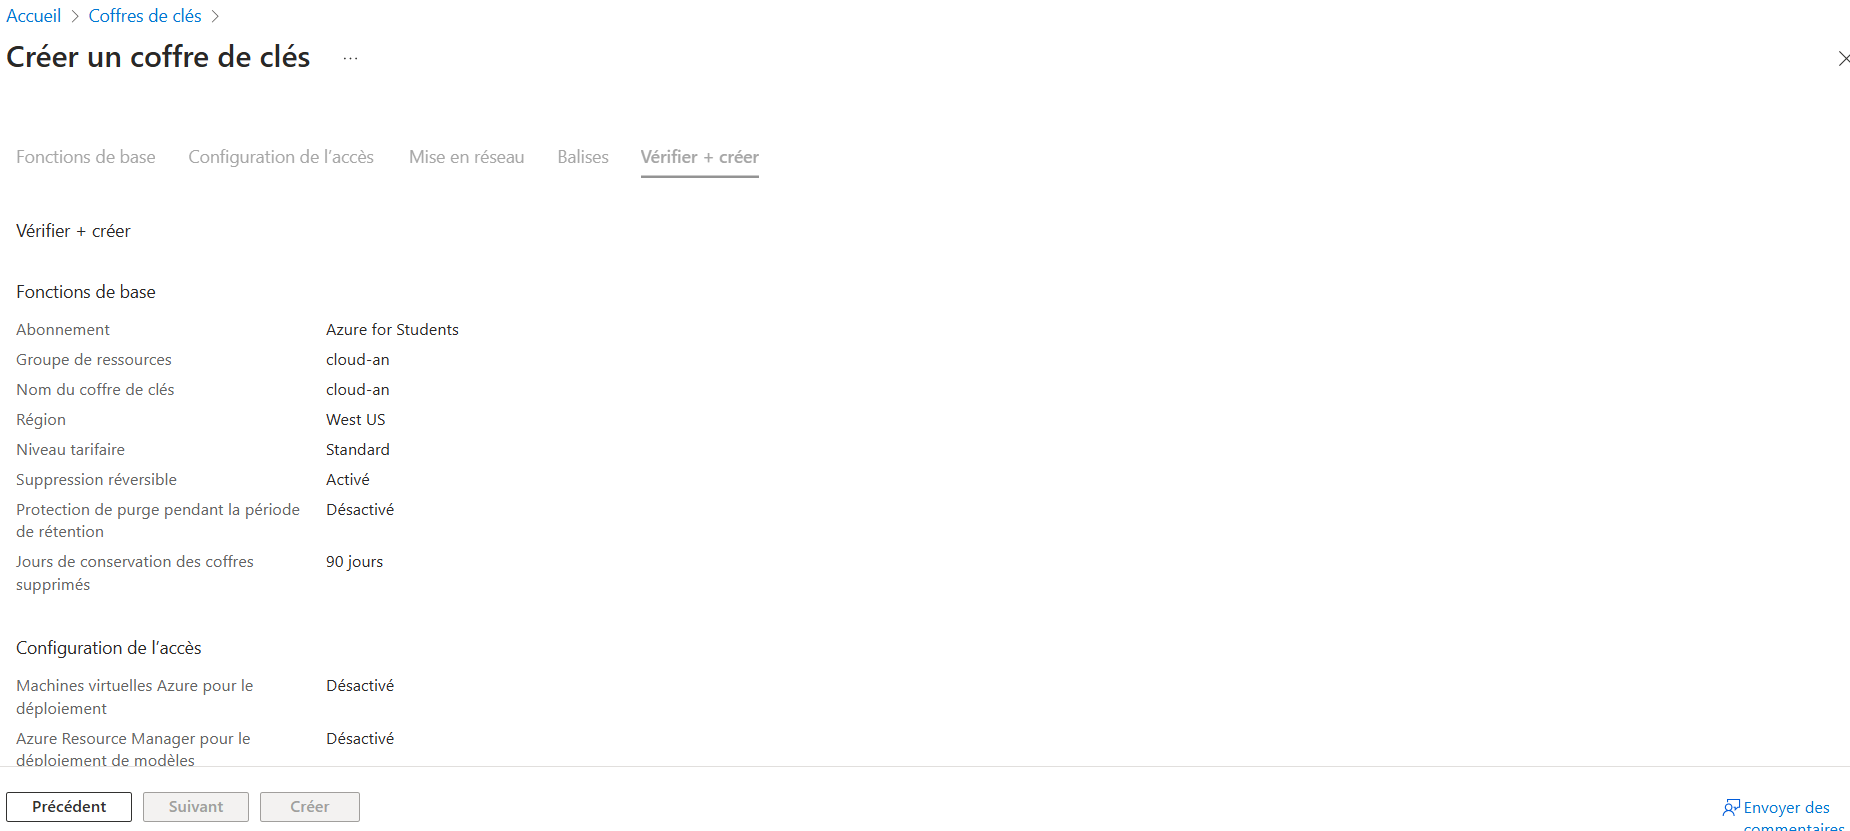 Accueil > Coffres de clés >
Créer un coffre de clés ...
Fonctions de base Configuration de l'accès Mise en réseau Balises Vérifier + créer
Vérifier + créer
Fonctions de base
Abonnement Azure for Students
Groupe de ressources cloud-an
Nom du coffre de clés cloud-an
Région West US
Niveau tarifaire Standard
Suppression réversible Activé
Protection de purge pendant la période Désactivé
de rétention
Jours de conservation des coffres 90 jours
supprimés
Configuration de l'accès
Machines virtuelles Azure pour le Désactivé
déploiement
Azure Resource Manager pour le Désactivé
déploiement de modèles
Précédent Suivant Créer
Envoyer des
commentaires